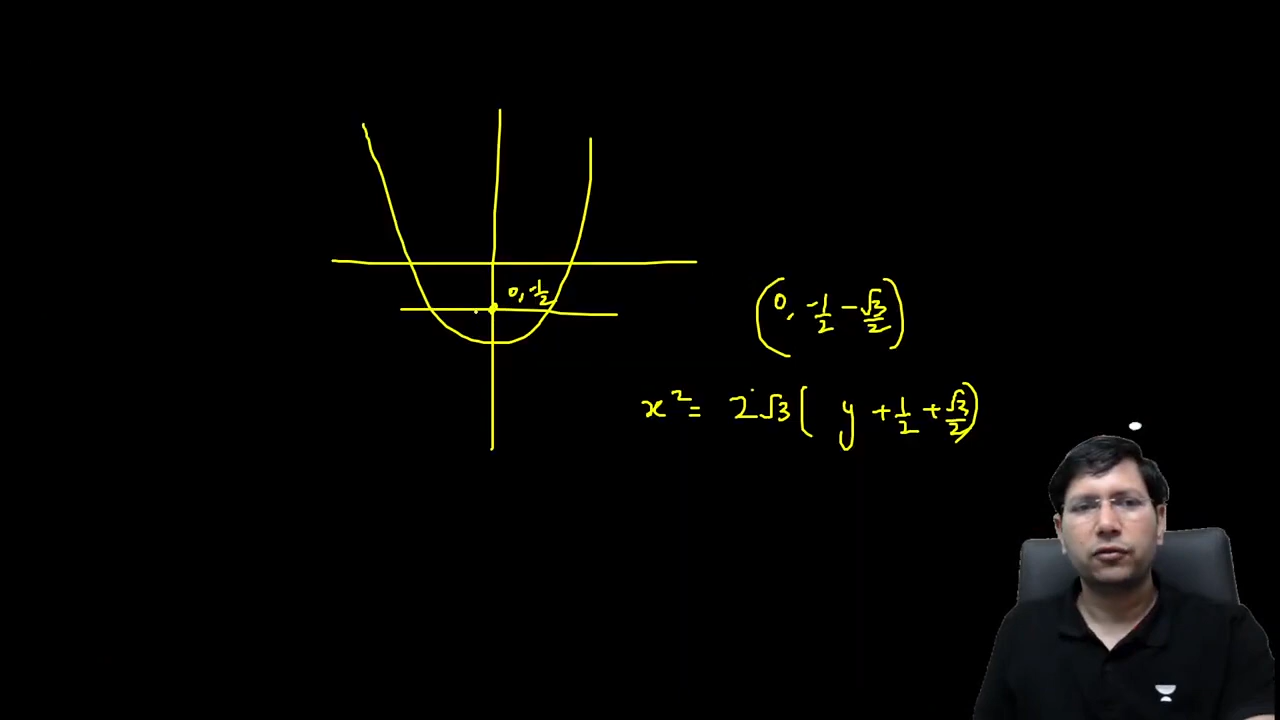 0, -1/2
(0, -1/2 - √3/2)
x² = 2√3( y + 1/2 + √3/2)